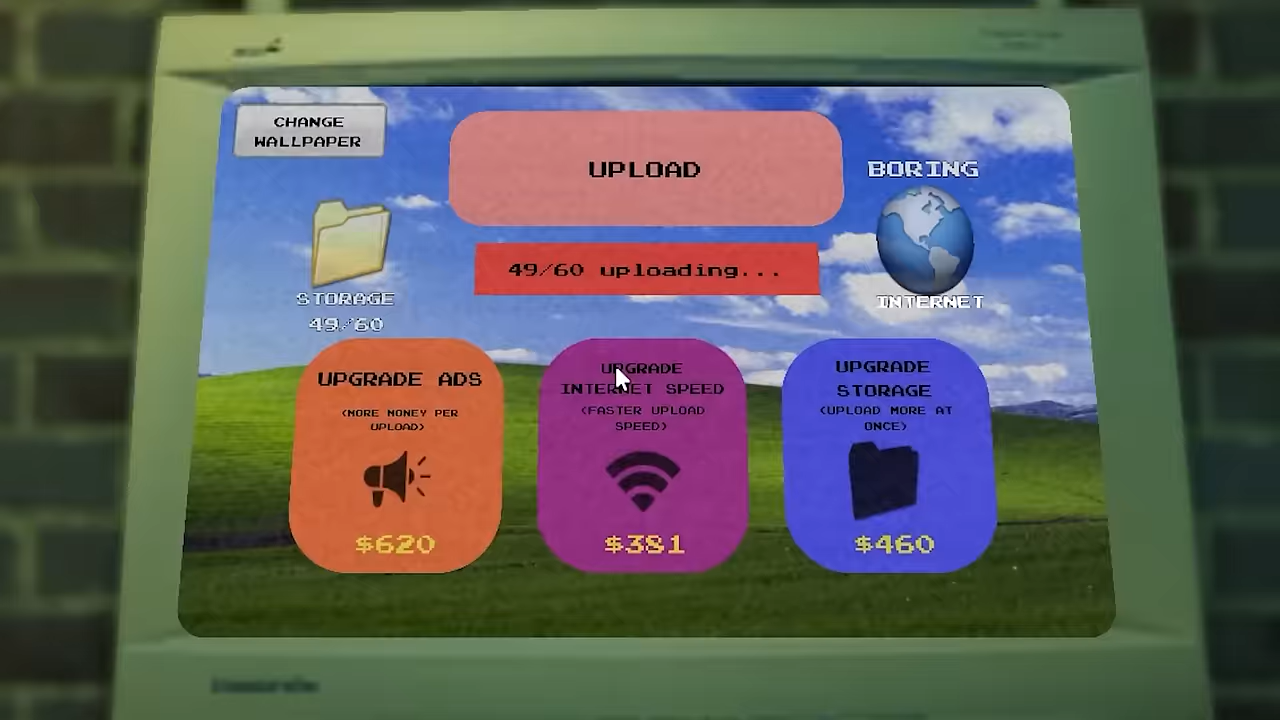 CHANGE
WALLPAPER
UPLOAD
BORING
49/60 uploading...
STORAGE
49/60
INTERNET
UPGRADE ADS
(MORE MONEY PER
UPLOAD)
UPGRADE
INTERNET SPEED
(FASTER UPLOAD
SPEED)
UPGRADE
STORAGE
(UPLOAD MORE AT
ONCE)
$620
$381
$460